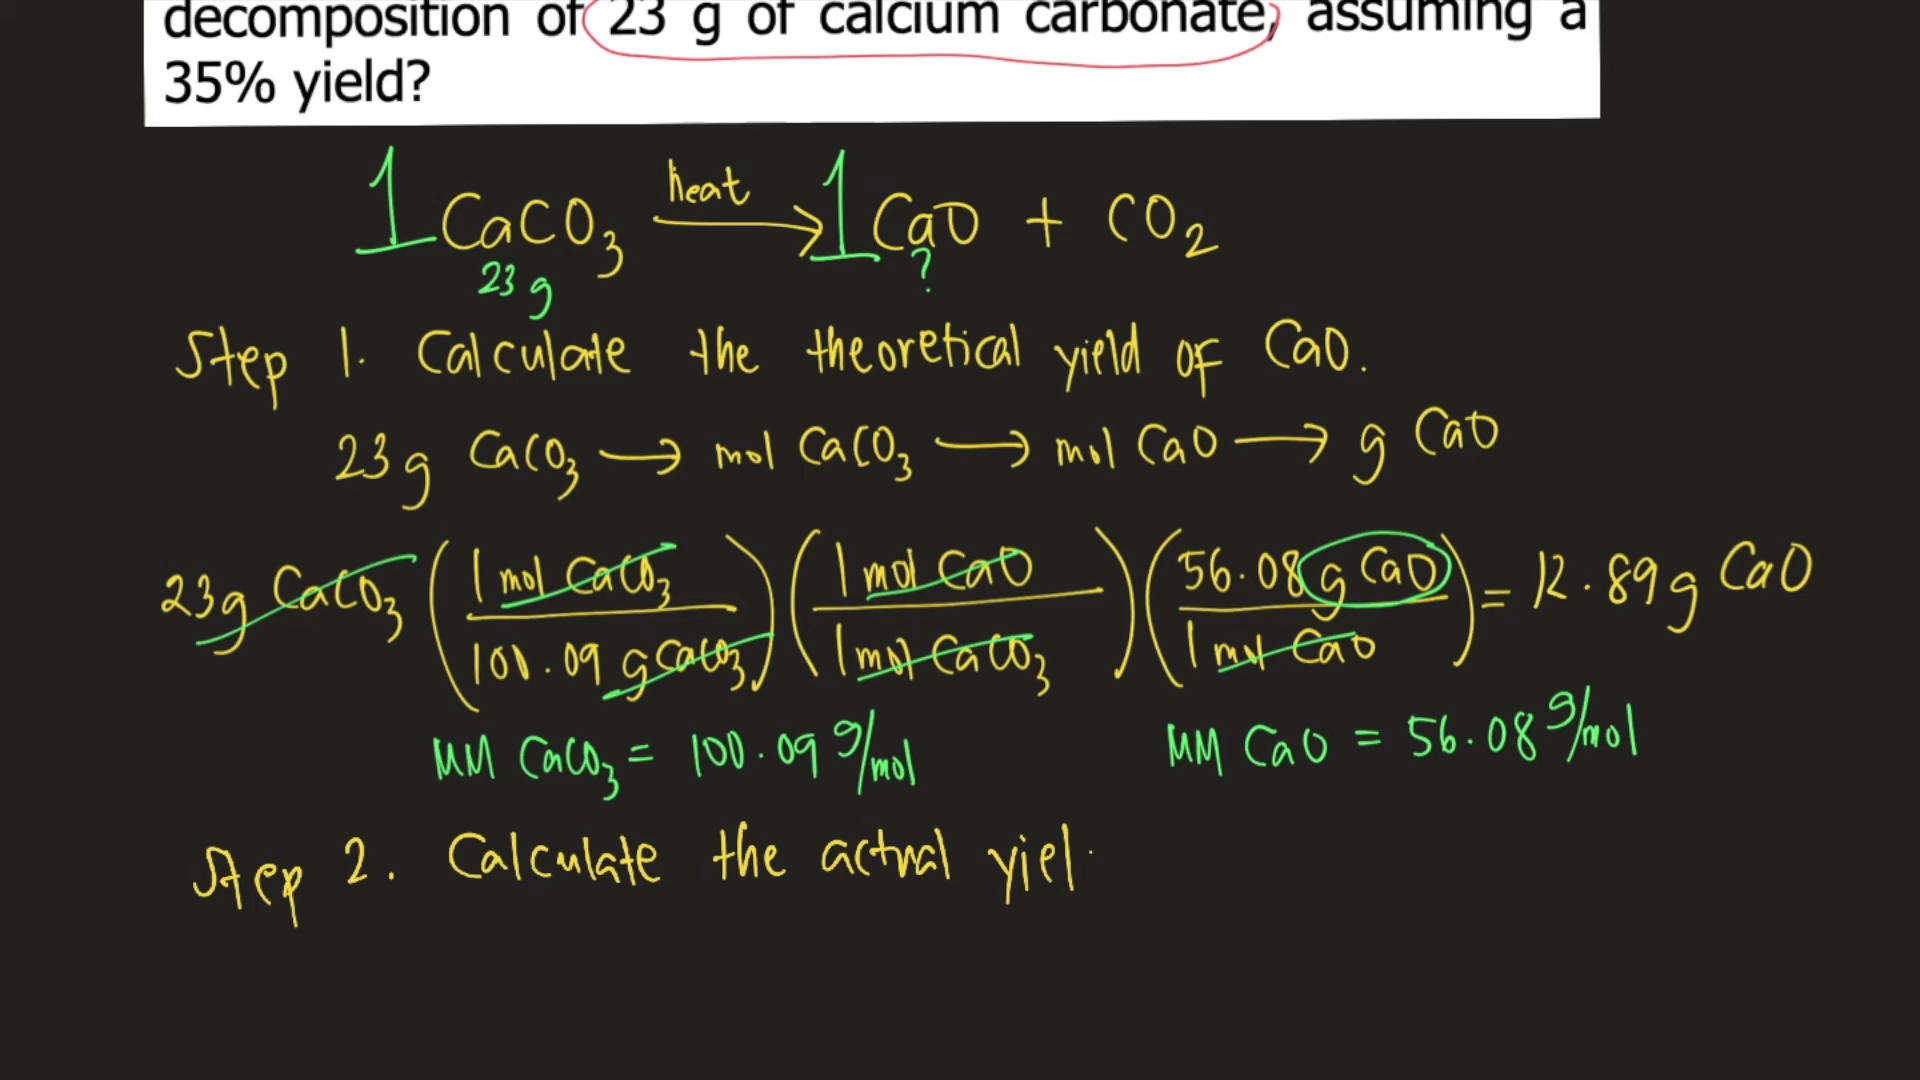 decomposition of 23 g of calcium carbonate, assuming a
35% yield?
1 CaCO₃ heat → 1 CaO + CO₂
23 g ?
Step 1. Calculate the theoretical yield of CaO.
23g CaCO₃ → mol CaCO₃ → mol CaO → g CaO
23g CaCO₃ (1 mol CaCO₃ / 100.09 g CaCO₃) (1 mol CaO / 1 mol CaCO₃) (56.08 g CaO / 1 mol CaO) = 12.89 g CaO
MM CaCO₃ = 100.09 g/mol MM CaO = 56.08 g/mol
Step 2. Calculate the actual yiel